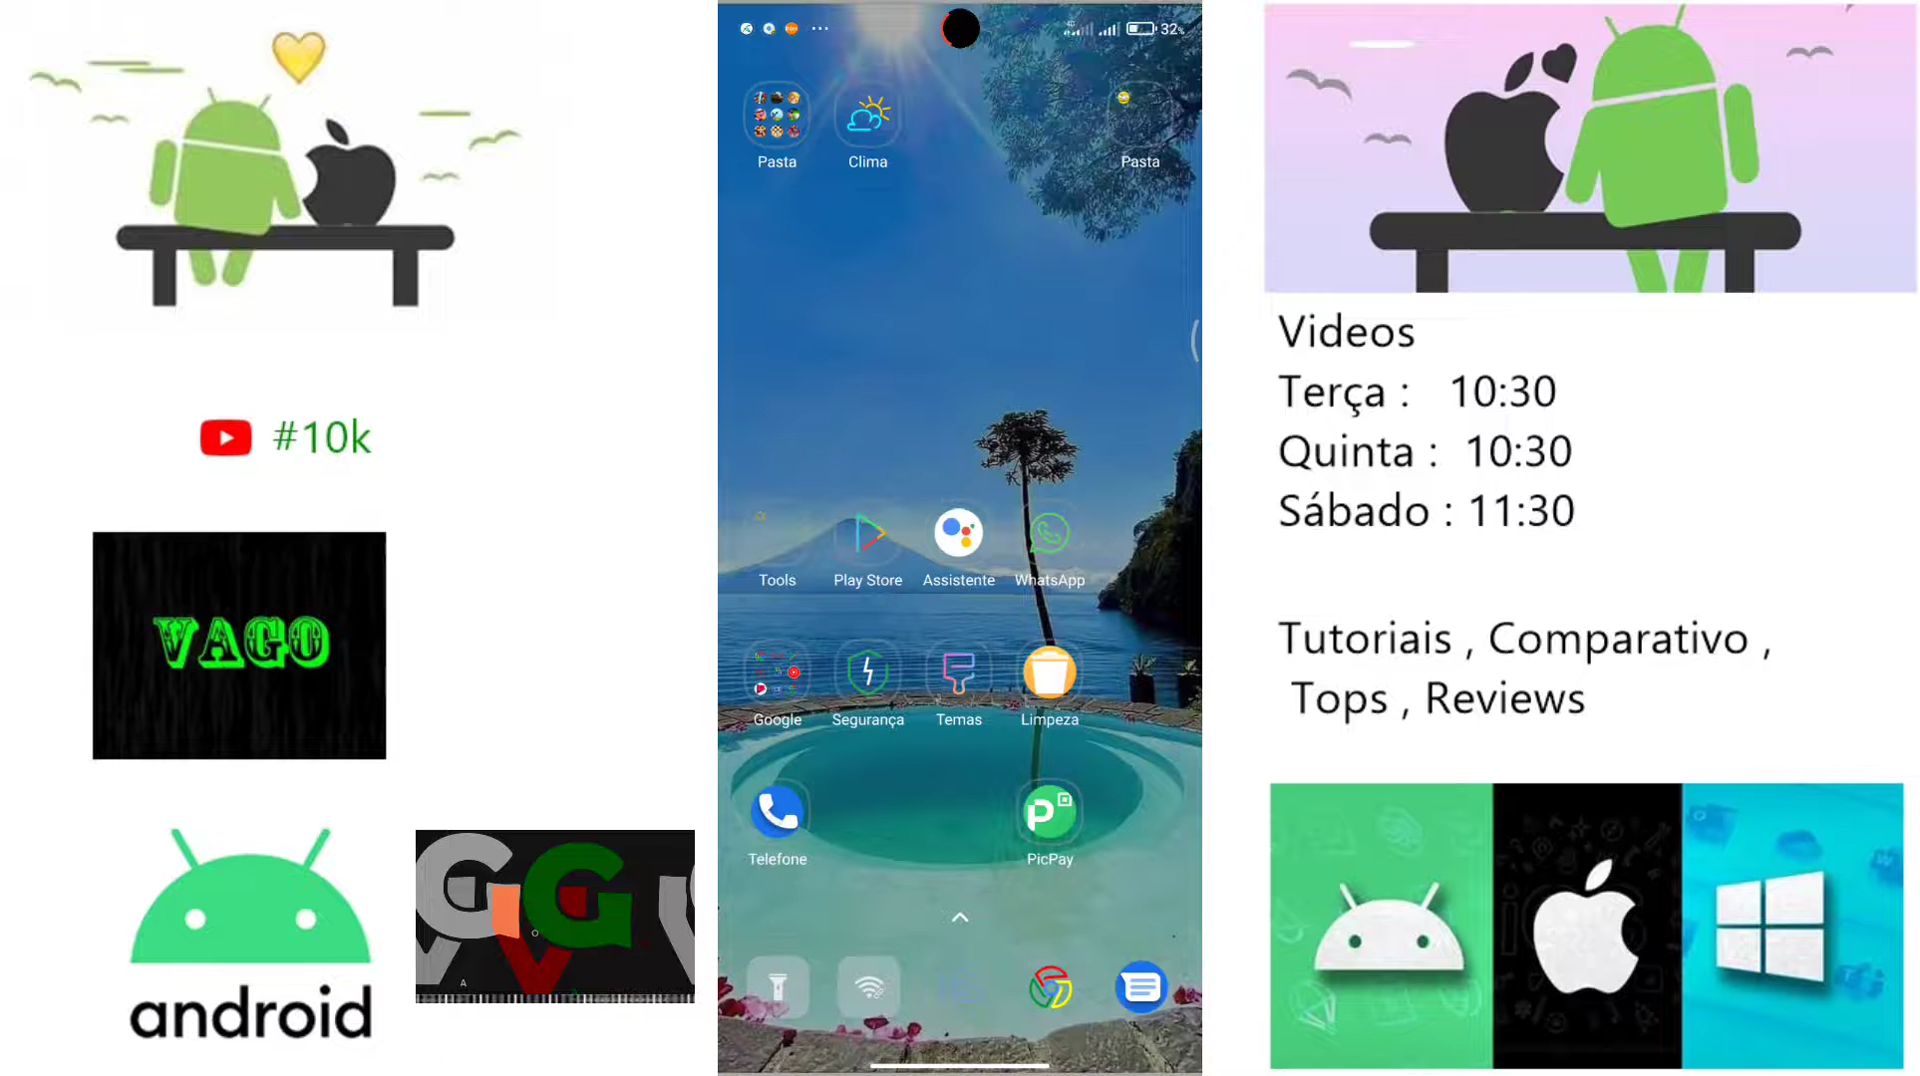 #10k
VAGO
GV
O
A
android
32%
Pasta
Clima
Pasta
Tools
Play Store
Assistente
WhatsApp
Google
Segurança
Temas
Limpeza
Telefone
PicPay
Videos
Terça : 10:30
Quinta : 10:30
Sábado : 11:30
Tutoriais , Comparativo ,
Tops , Reviews